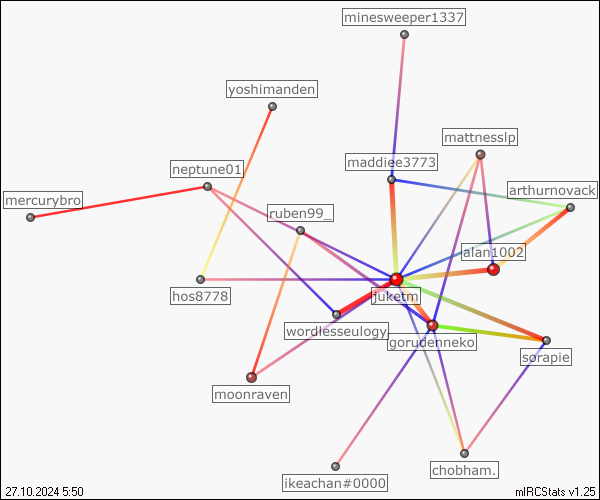 minesweeper1337
yoshimanden
mattnesslp
maddiee3773
neptune01
arthurnovack
mercurybro
ruben99_
alan1002
hos8778
juketm
wordlesseulogy
gorudenneko
sorapie
moonraven
chobham.
ikeachan#0000
27.10.2024 5:50
mIRCStats v1.25